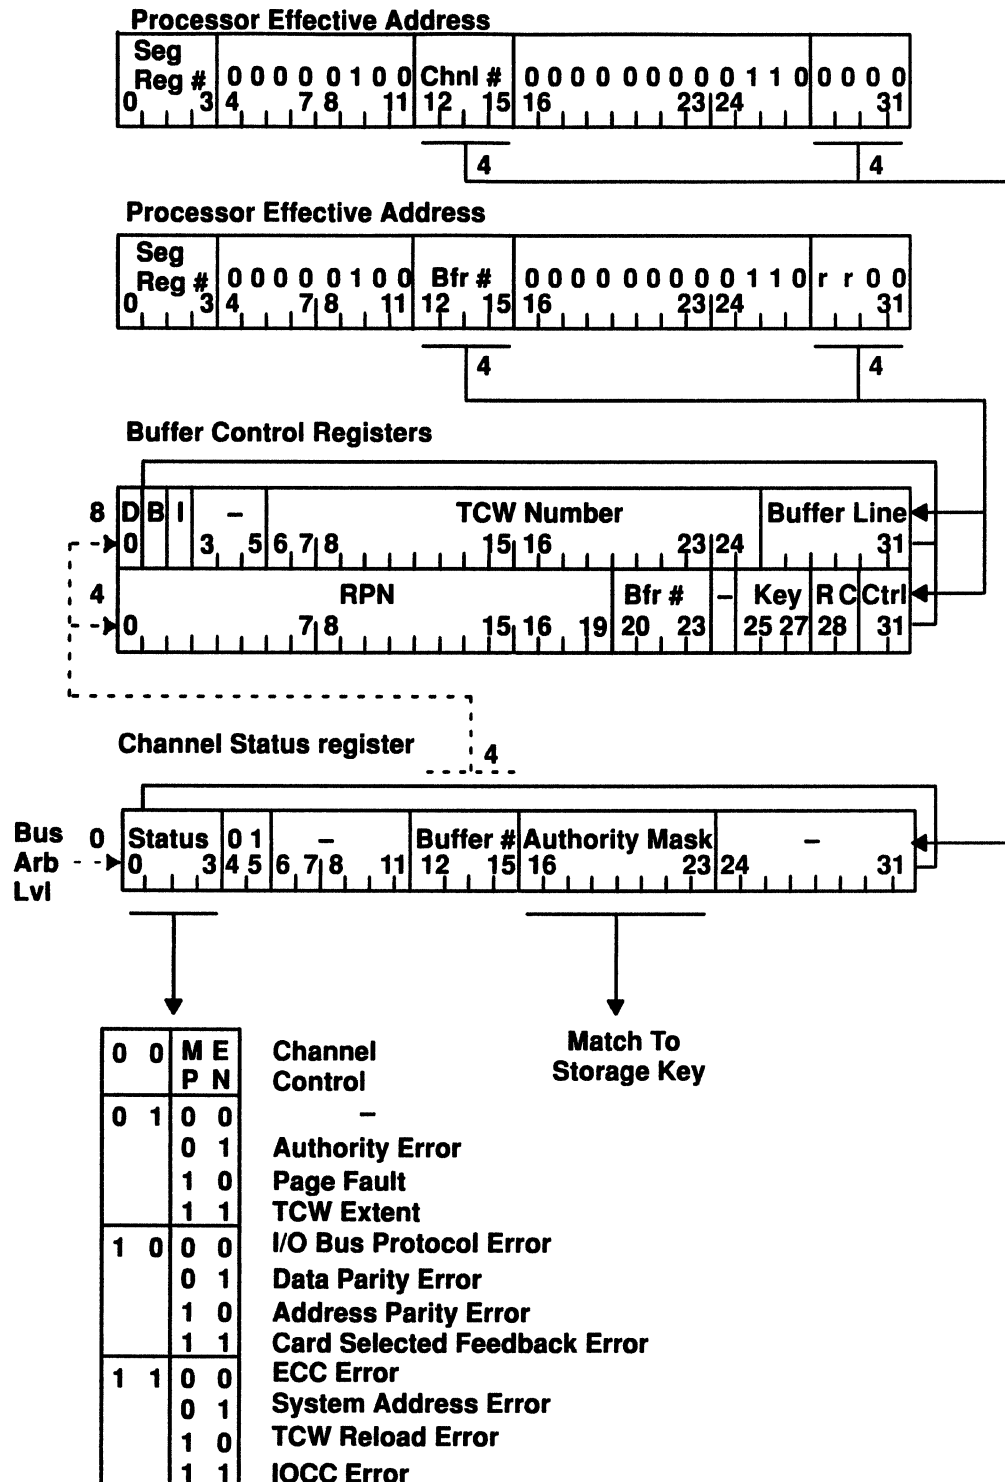 Processor Effective Address
Seg
Reg # 0 0 0 0 0 1 0 0 Chnl # 0 0 0 0 0 0 0 0 0 1 1 0 0 0 0 0
0 3 4 7 8 11 12 15 16 23 24 31
4 4
Processor Effective Address
Seg
Reg # 0 0 0 0 0 1 0 0 Bfr # 0 0 0 0 0 0 0 0 0 1 1 0 r r 0 0
0 3 4 7 8 11 12 15 16 23 24 31
4 4
Buffer Control Registers
8 D B I – TCW Number Buffer Line
0 3 5 6 7 8 15 16 23 24 31
4 RPN Bfr # – Key R C Ctrl
0 7 8 15 16 19 20 23 25 27 28 31
Channel Status register 4
Bus 0 Status 0 1 – Buffer # Authority Mask –
Arb 0 3 4 5 6 7 8 11 12 15 16 23 24 31
Lvl
0 0 M E Channel
P N Control
Match To
Storage Key
0 1 0 0 –
0 1 Authority Error
1 0 Page Fault
1 1 TCW Extent
1 0 0 0 I/O Bus Protocol Error
0 1 Data Parity Error
1 0 Address Parity Error
1 1 Card Selected Feedback Error
1 1 0 0 ECC Error
0 1 System Address Error
1 0 TCW Reload Error
1 1 IOCC Error